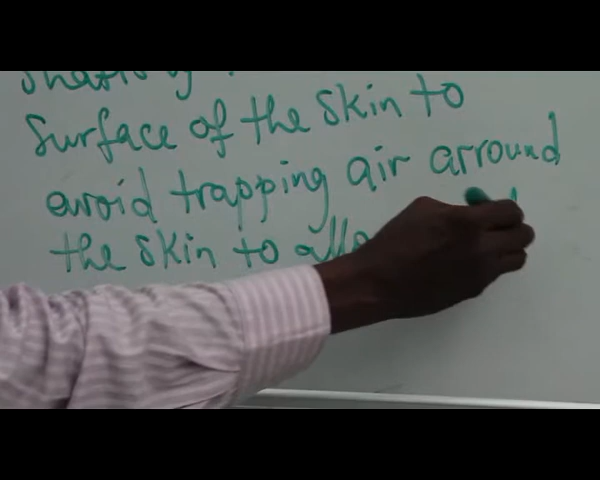 surface of the skin to
avoid trapping air arround
the skin to